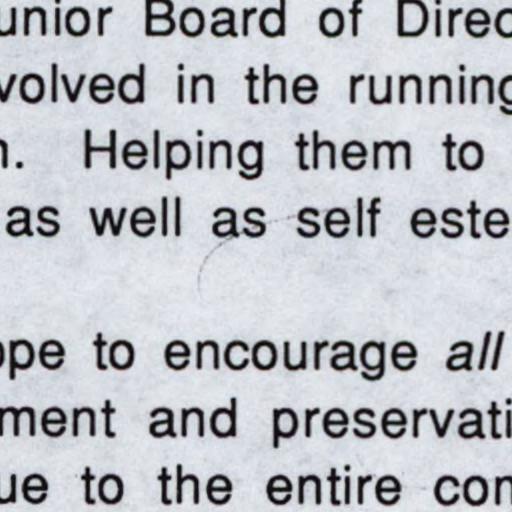 unior Board of Direc
volved in the running
n. Helping them to
as well as self este
ope to encourage all
ment and preservati
ue to the entire con